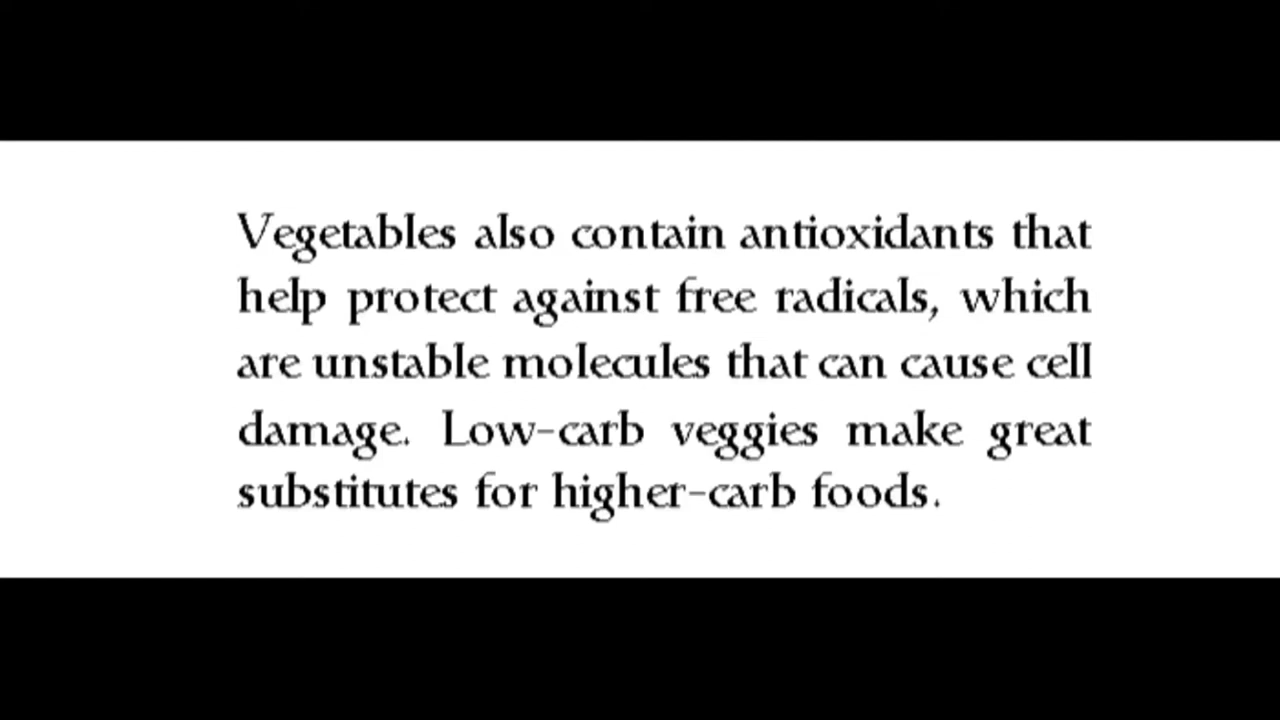 Vegetables also contain antioxidants that
help protect against free radicals, which
are unstable molecules that can cause cell
damage. Low-carb veggies make great
substitutes for higher-carb foods.